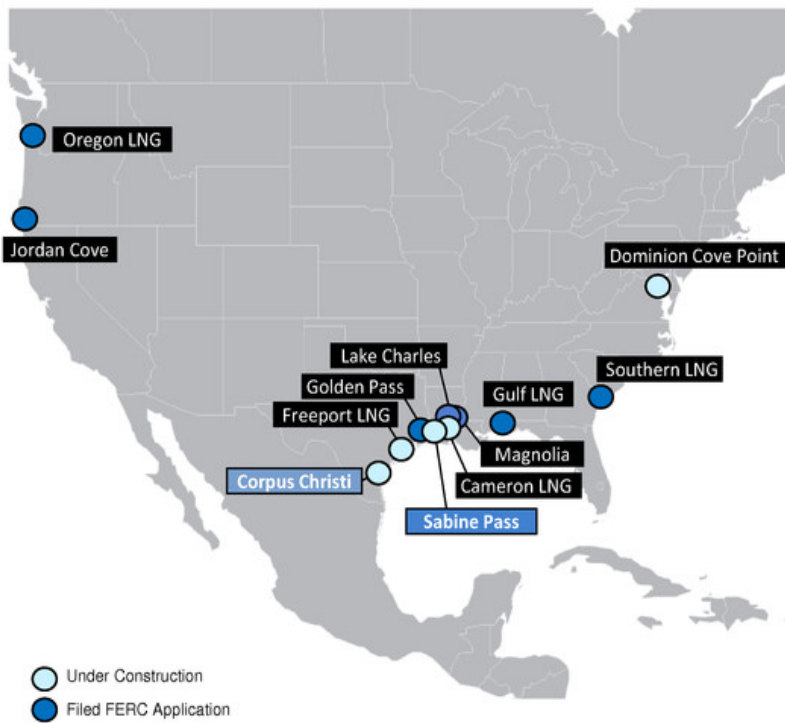 Oregon LNG
Jordan Cove
Dominion Cove Point
Lake Charles
Southern LNG
Golden Pass
Gulf LNG
Freeport LNG
Magnolia
Corpus Christi
Cameron LNG
Sabine Pass
Under Construction
Filed FERC Application